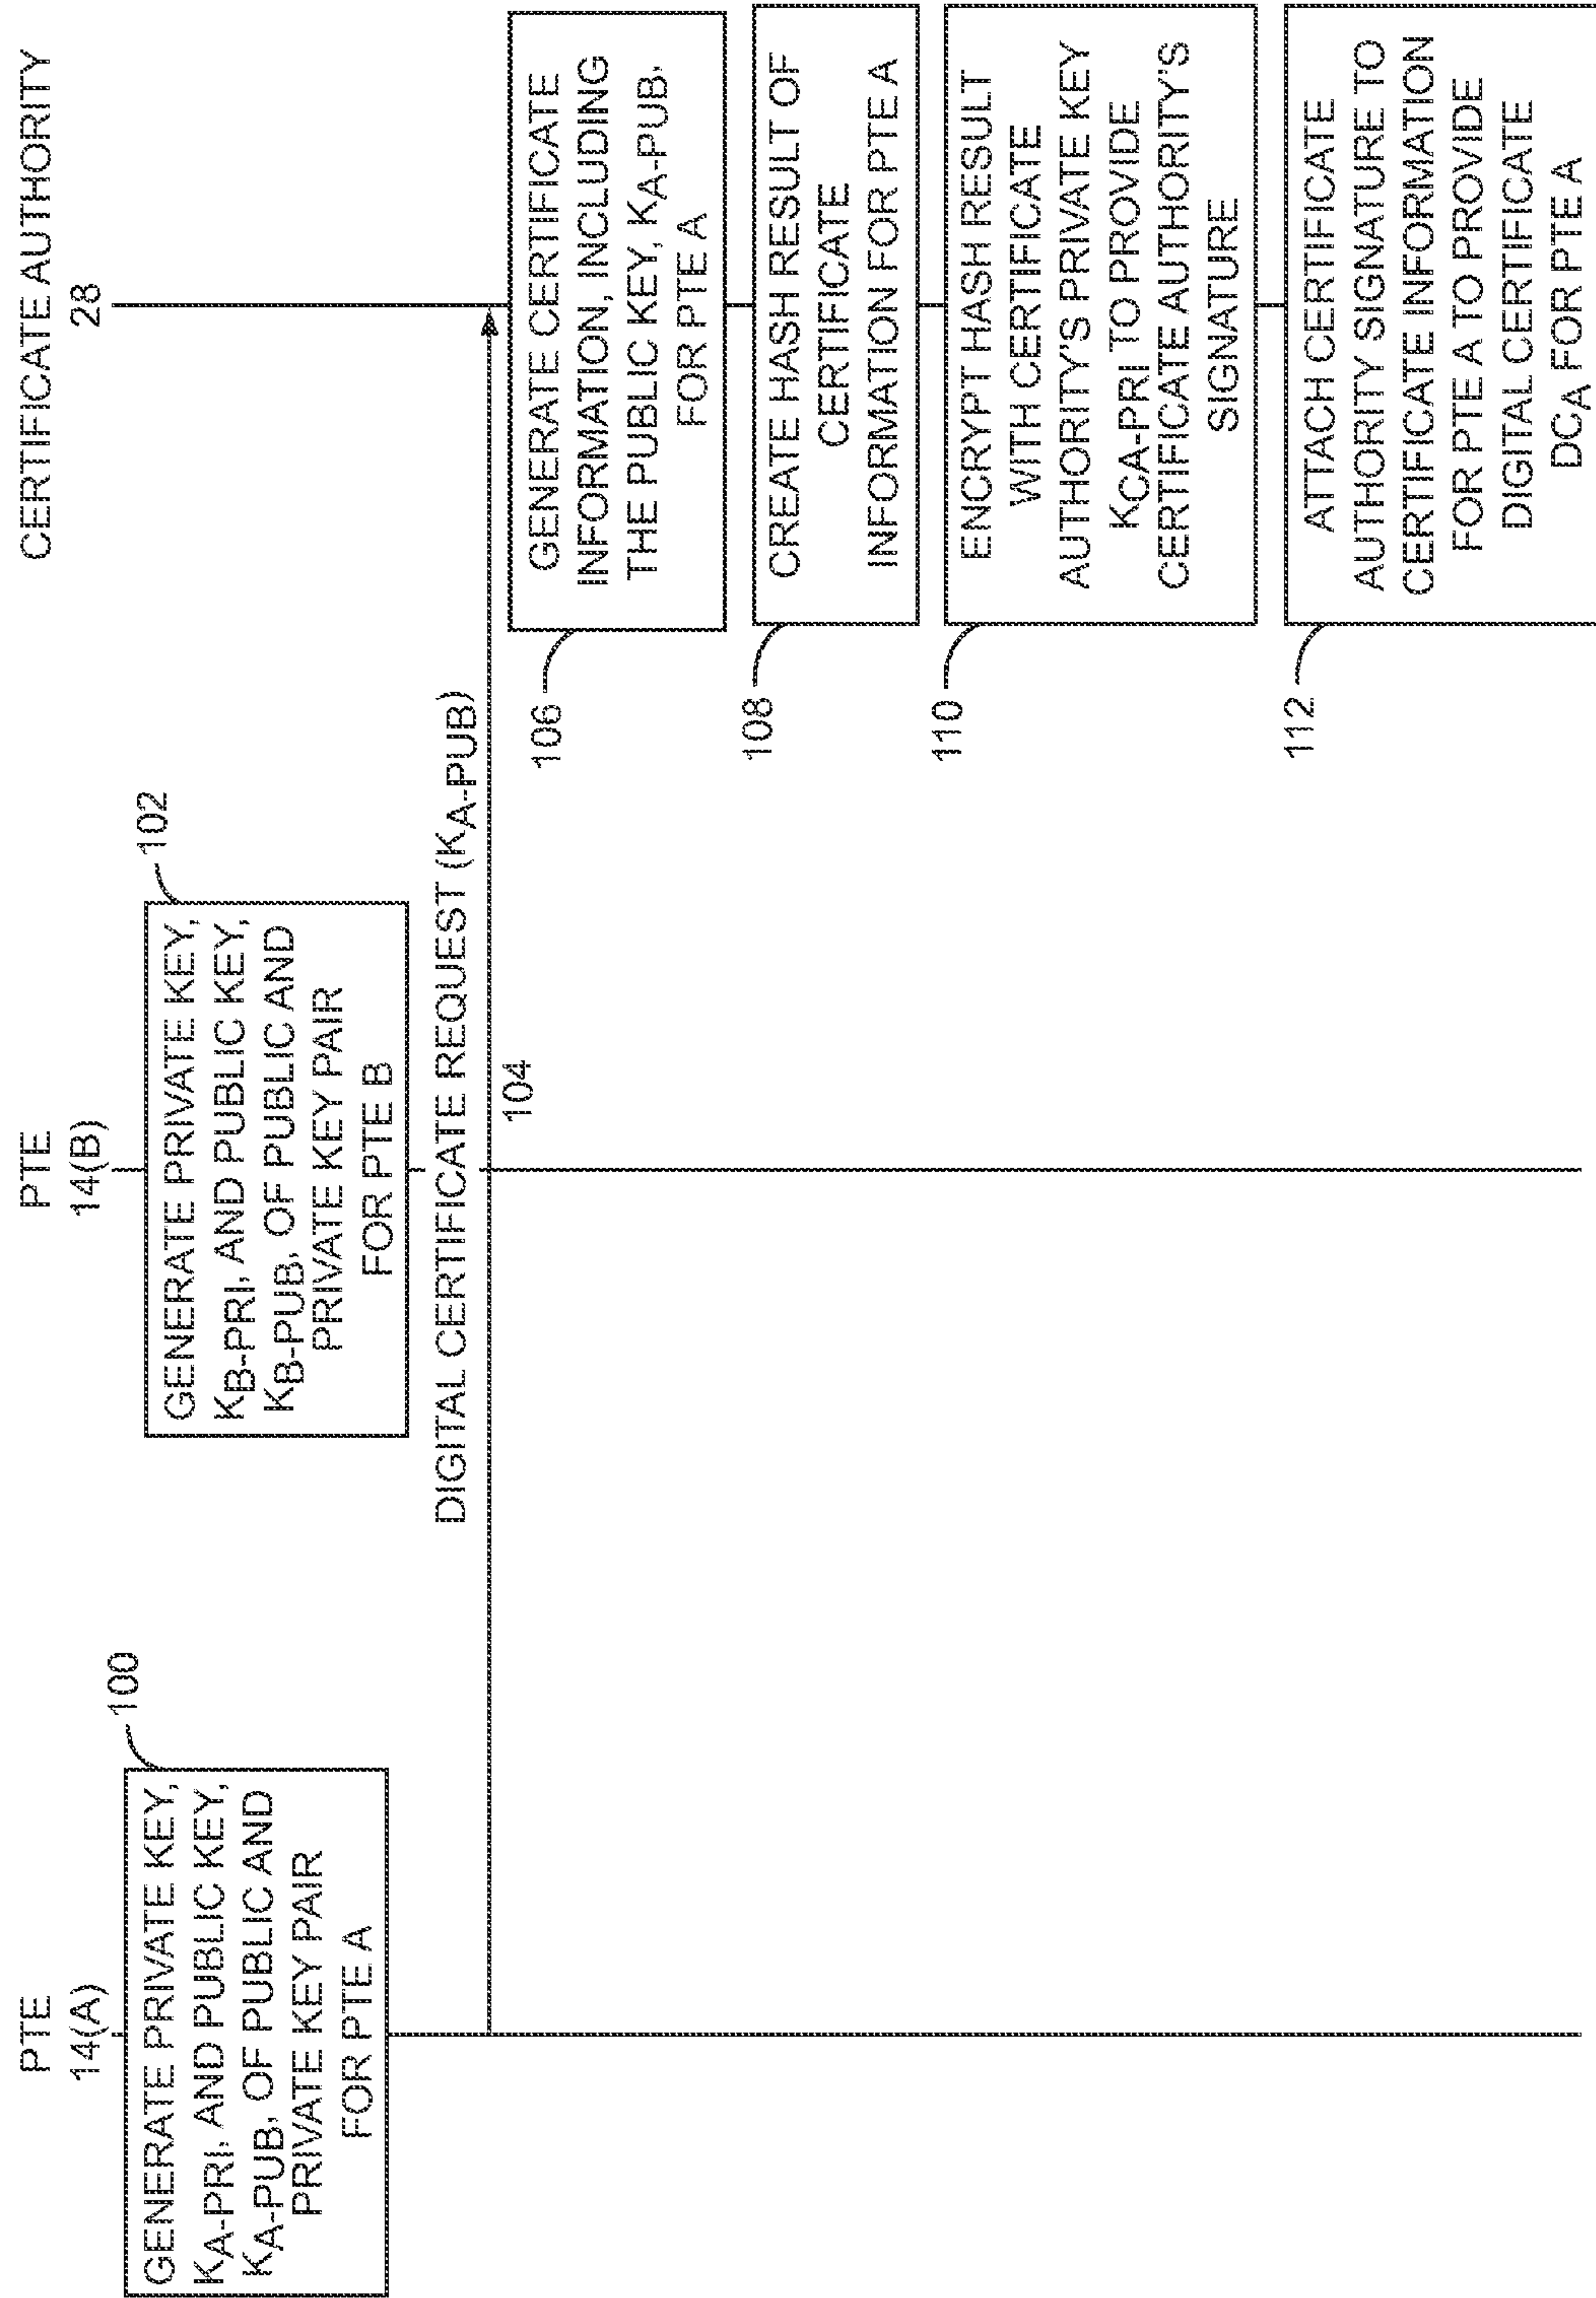 PTE
14(A)
PTE
14(B)
CERTIFICATE AUTHORITY
28
GENERATE PRIVATE KEY,
KA-PRI, AND PUBLIC KEY,
KA-PUB, OF PUBLIC AND
PRIVATE KEY PAIR
FOR PTE A
100
GENERATE PRIVATE KEY,
KB-PRI, AND PUBLIC KEY,
KB-PUB, OF PUBLIC AND
PRIVATE KEY PAIR
FOR PTE B
102
DIGITAL CERTIFICATE REQUEST (KA-PUB)
104
GENERATE CERTIFICATE
INFORMATION, INCLUDING
THE PUBLIC KEY, KA-PUB,
FOR PTE A
106
CREATE HASH RESULT OF
CERTIFICATE
INFORMATION FOR PTE A
108
ENCRYPT HASH RESULT
WITH CERTIFICATE
AUTHORITY'S PRIVATE KEY
KCA-PRI TO PROVIDE
CERTIFICATE AUTHORITY'S
SIGNATURE
110
ATTACH CERTIFICATE
AUTHORITY SIGNATURE TO
CERTIFICATE INFORMATION
FOR PTE A TO PROVIDE
DIGITAL CERTIFICATE
DCA FOR PTE A
112